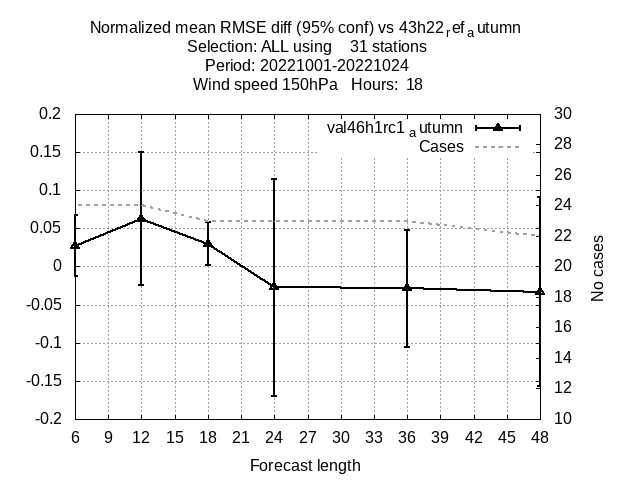 Normalized mean RMSE diff (95% conf) vs 43h22refautumn
Selection: ALL using 31 stations
Period: 20221001-20221024
Wind speed 150hPa Hours: 18
val46h1rc1autumn
Cases
0.2
0.15
0.1
0.05
0
-0.05
-0.1
-0.15
-0.2
30
28
26
24
22
20
18
16
14
12
10
No cases
6 9 12 15 18 21 24 27 30 33 36 39 42 45 48
Forecast length